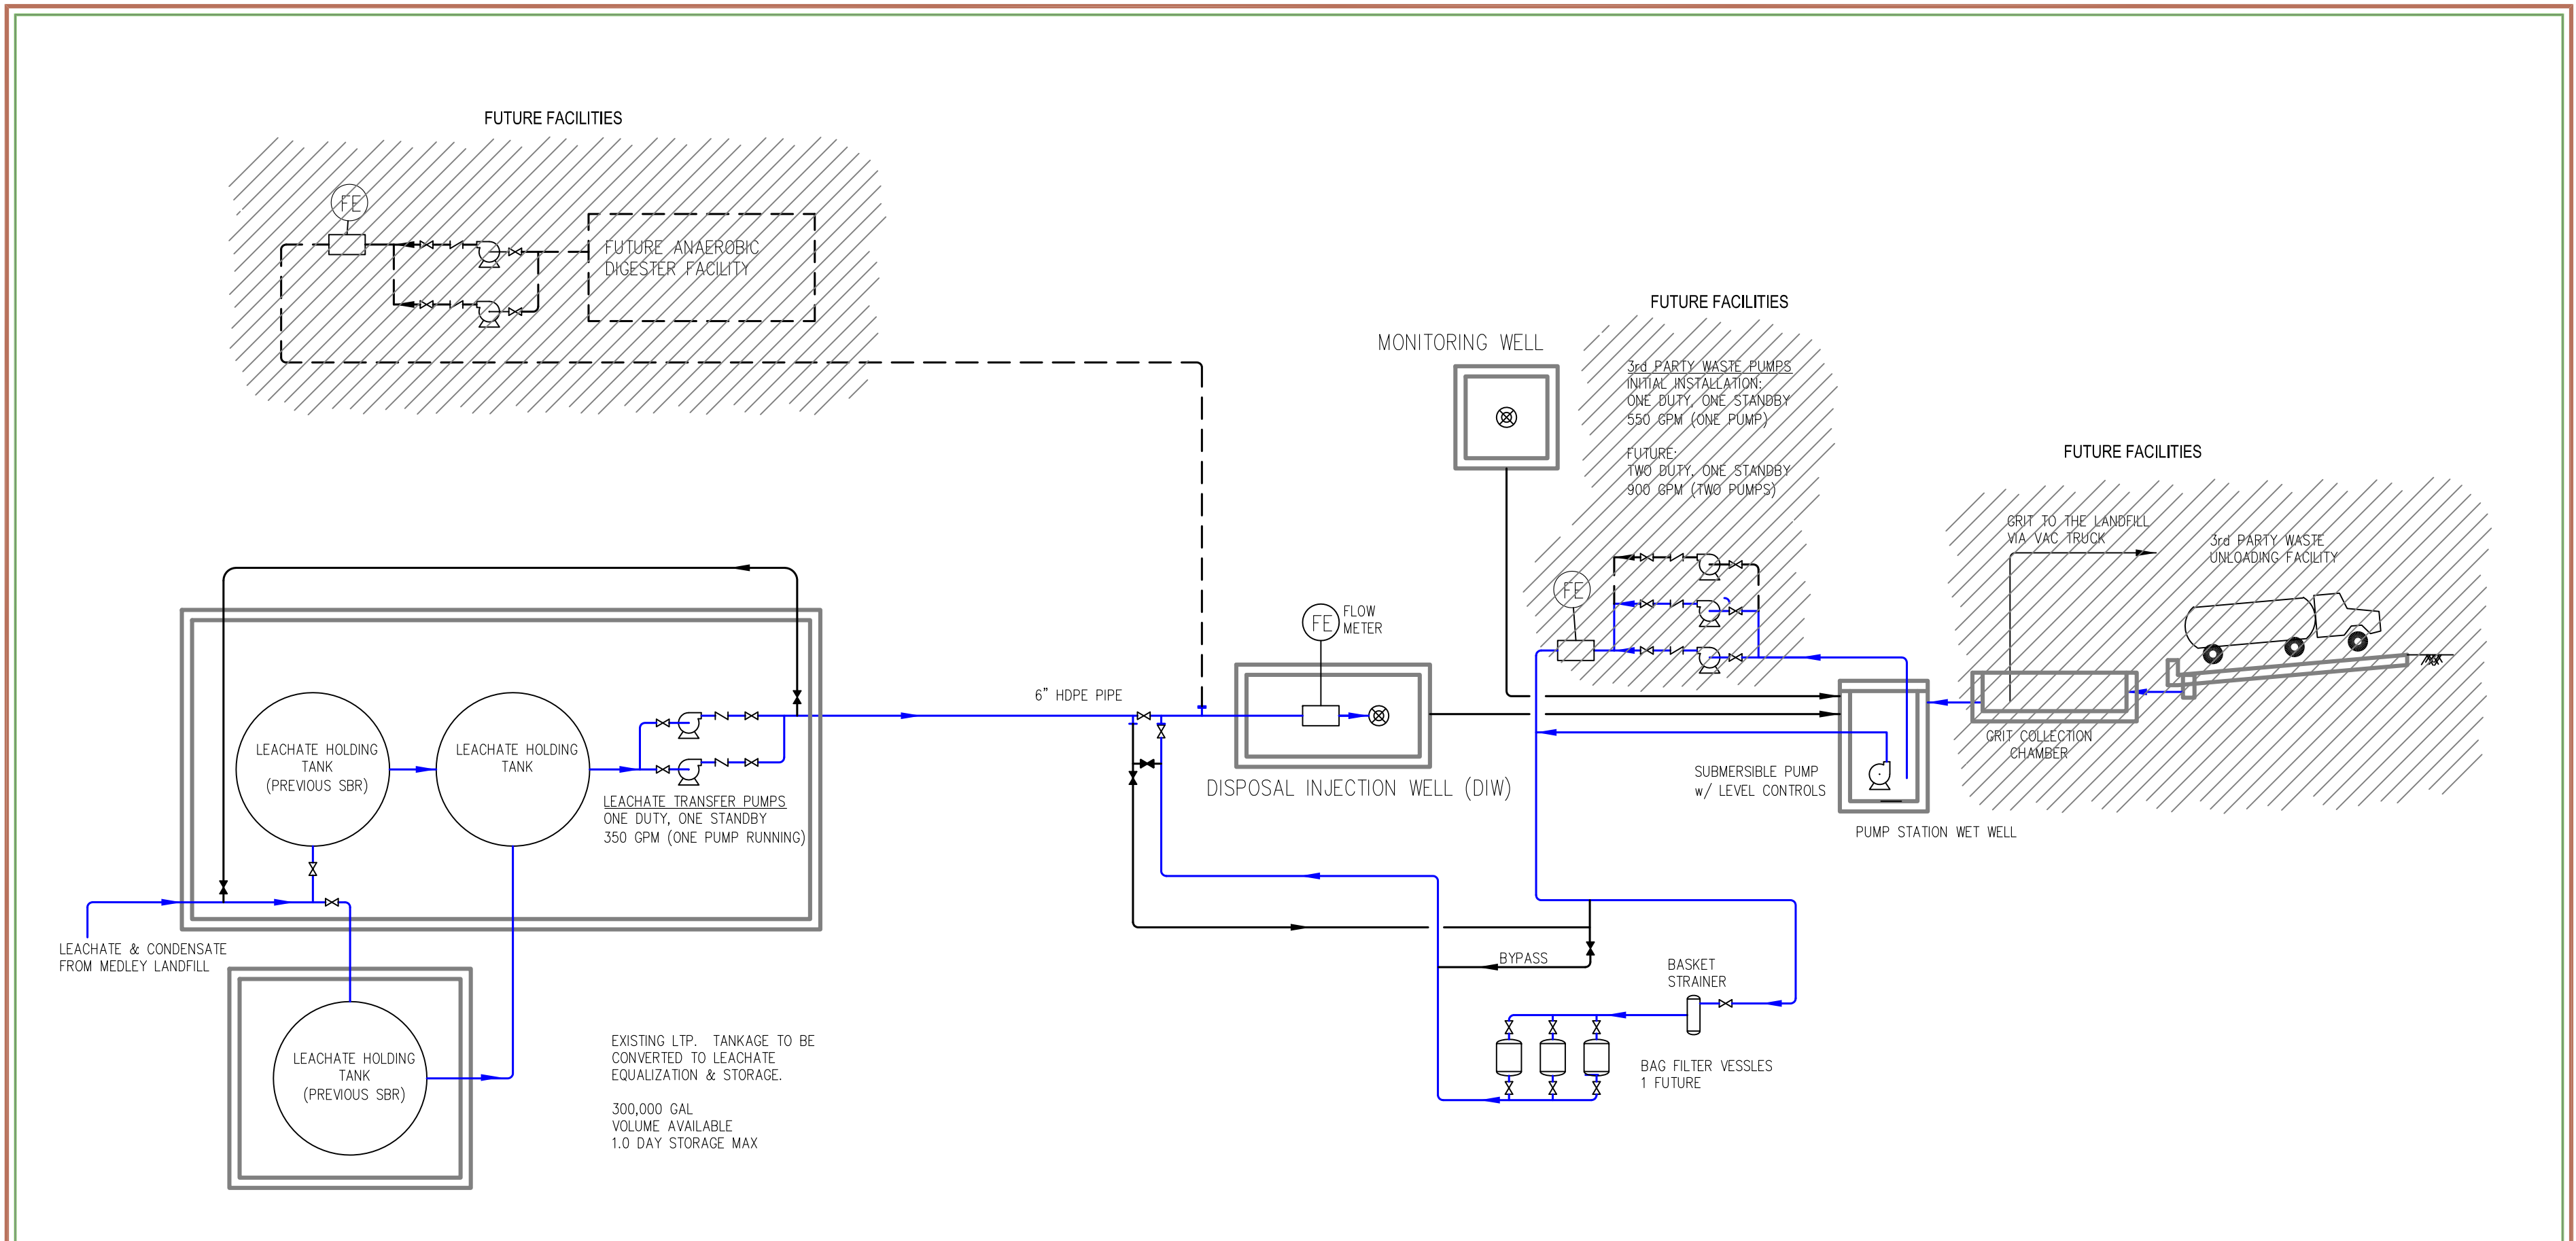 FUTURE FACILITIES
FE
FUTURE ANAEROBIC
DIGESTER FACILITY
FUTURE FACILITIES
MONITORING WELL
3rd PARTY WASTE PUMPS
INITIAL INSTALLATION:
ONE DUTY, ONE STANDBY
550 GPM (ONE PUMP)
FUTURE:
TWO DUTY, ONE STANDBY
900 GPM (TWO PUMPS)
FUTURE FACILITIES
GRIT TO THE LANDFILL
VIA VAC TRUCK
3rd PARTY WASTE
UNLOADING FACILITY
FE
FE
FLOW
METER
6" HDPE PIPE
LEACHATE HOLDING
TANK
(PREVIOUS SBR)
LEACHATE HOLDING
TANK
LEACHATE TRANSFER PUMPS
ONE DUTY, ONE STANDBY
350 GPM (ONE PUMP RUNNING)
DISPOSAL INJECTION WELL (DIW)
SUBMERSIBLE PUMP
w/ LEVEL CONTROLS
GRIT COLLECTION
CHAMBER
PUMP STATION WET WELL
LEACHATE & CONDENSATE
FROM MEDLEY LANDFILL
BYPASS
BASKET
STRAINER
LEACHATE HOLDING
TANK
(PREVIOUS SBR)
EXISTING LTP. TANKAGE TO BE
CONVERTED TO LEACHATE
EQUALIZATION & STORAGE.
300,000 GAL
VOLUME AVAILABLE
1.0 DAY STORAGE MAX
BAG FILTER VESSLES
1 FUTURE